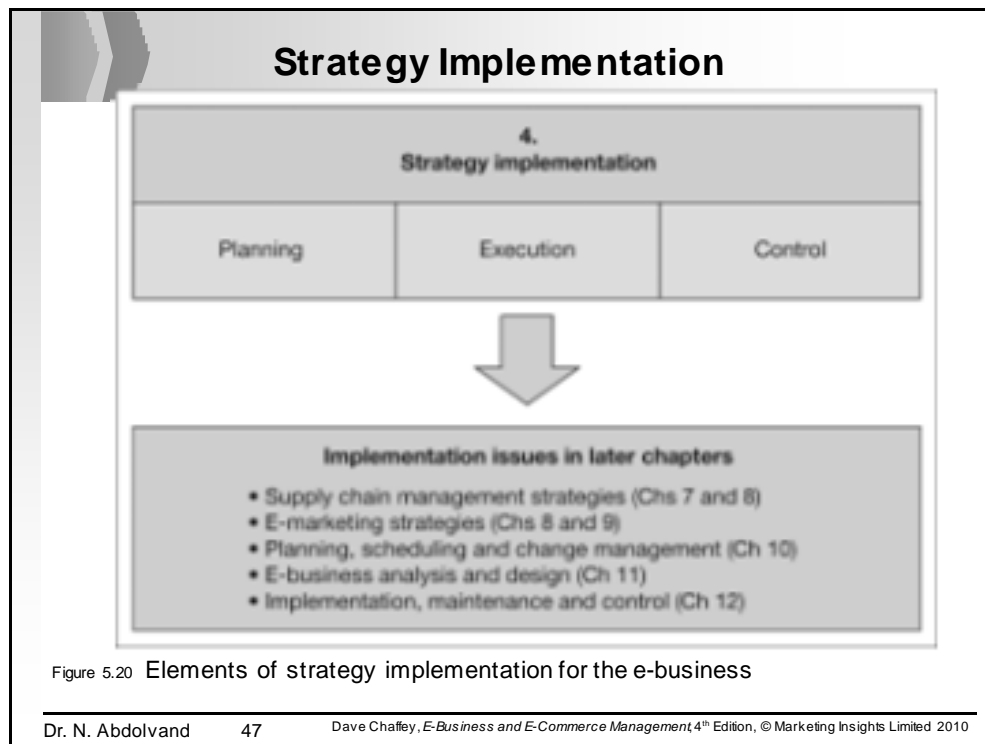 Strategy Implementation
4.
Strategy implementation
Planning
Execution
Control
Implementation issues in later chapters
• Supply chain management strategies (Chs 7 and 8)
• E-marketing strategies (Chs 8 and 9)
• Planning, scheduling and change management (Ch 10)
• E-business analysis and design (Ch 11)
• Implementation, maintenance and control (Ch 12)
Figure 5.20 Elements of strategy implementation for the e-business
Dr. N. Abdolvand 47 Dave Chaffey, E-Business and E-Commerce Management, 4th Edition, © Marketing Insights Limited 2010